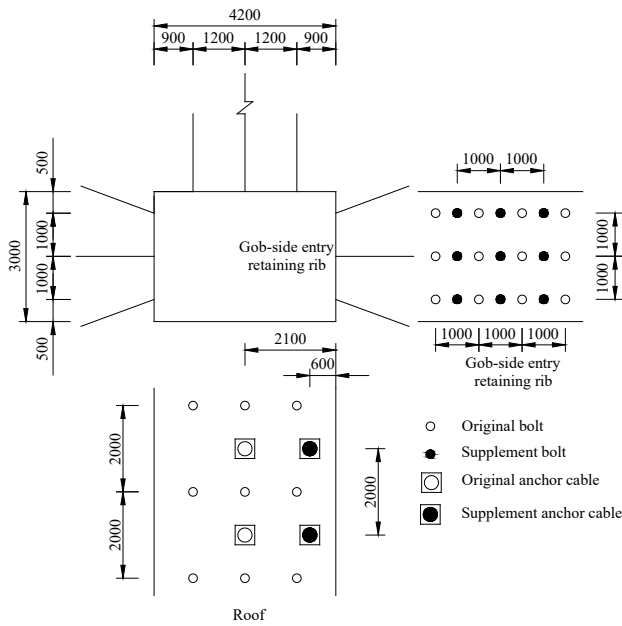 4200
900 1200 1200 900
500
1000
3000
1000
500
Gob-side entry
retaining rib
1000 1000
1000
1000
1000 1000 1000
Gob-side entry
retaining rib
2100
600
2000
2000
2000
Original bolt
Supplement bolt
Original anchor cable
Supplement anchor cable
Roof